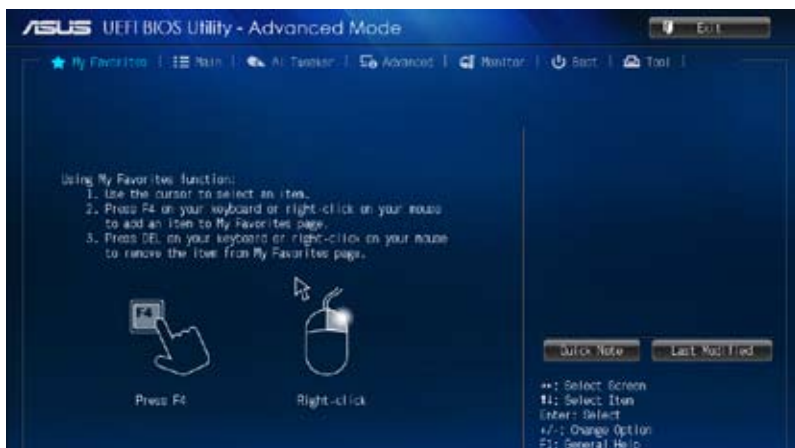 ASUS UEFI BIOS Utility - Advanced Mode
Exit
My Favorites | Main | Ai Tweaker | Advanced | Monitor | Boot | Tool |
Using My Favorites function:
1. Use the cursor to select an item.
2. Press F4 on your keyboard or right-click on your mouse
to add an item to My Favorites page.
3. Press DEL on your keyboard or right-click on your mouse
to remove the item from My Favorites page.
F4
Press F4
Right-click
Quick Note
Last Modified
→←: Select Screen
↑↓: Select Item
Enter: Select
+/-: Change Option
F1: General Help